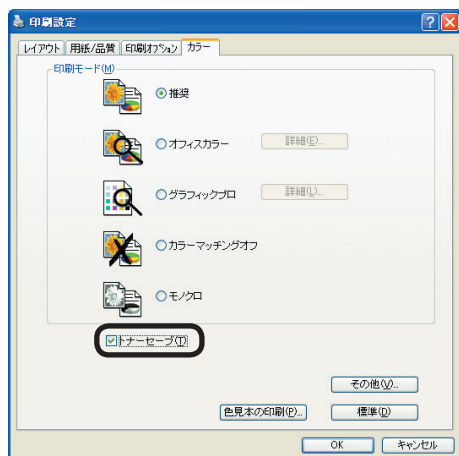 印刷設定
レイアウト 用紙/品質 印刷オプション カラー
印刷モード(M)
推奨
オフィスカラー 詳細(E)...
グラフィックプロ 詳細(L)...
カラーマッチングオフ
モノクロ
トナーセーブ(T)
その他(V)...
色見本の印刷(P)... 標準(D)
OK キャンセル